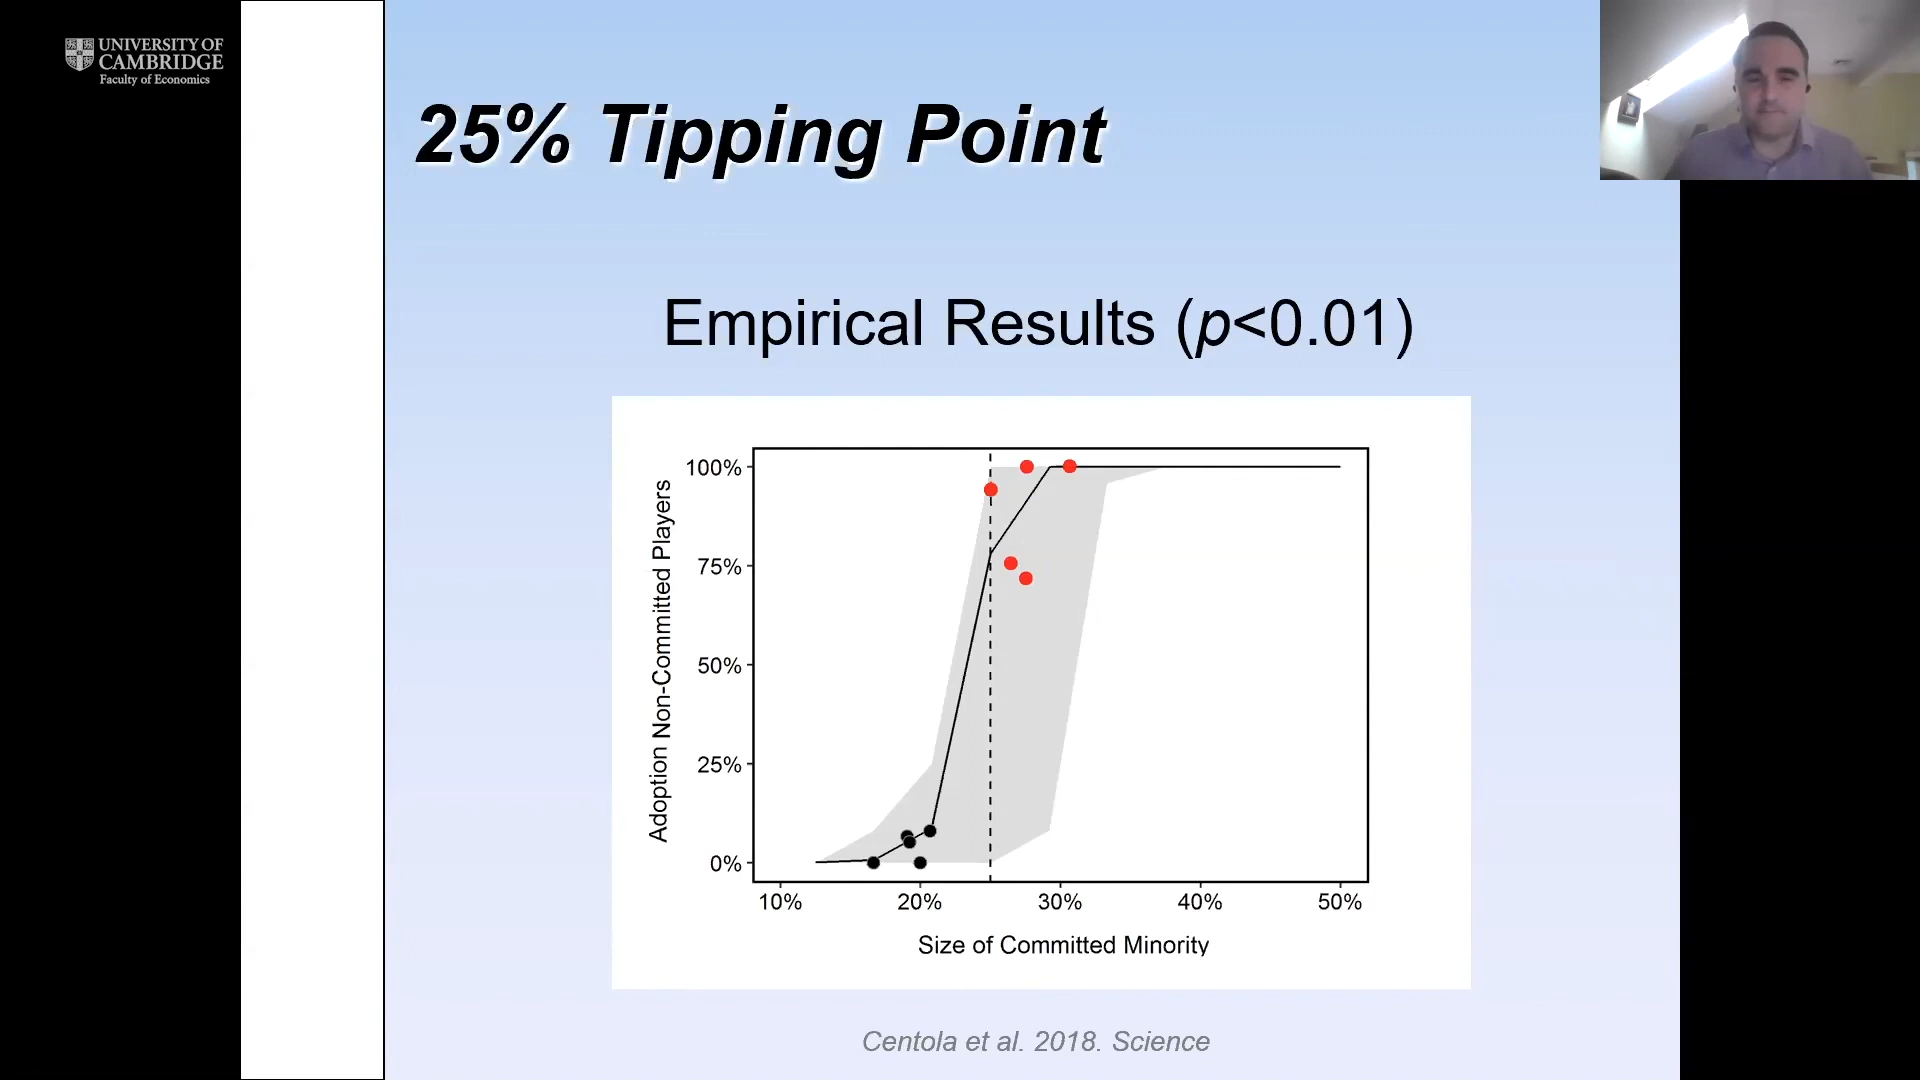 UNIVERSITY OF
CAMBRIDGE
Faculty of Economics
25% Tipping Point
Empirical Results (p<0.01)
Adoption Non-Committed Players
100%
75%
50%
25%
0%
10% 20% 30% 40% 50%
Size of Committed Minority
Centola et al. 2018. Science